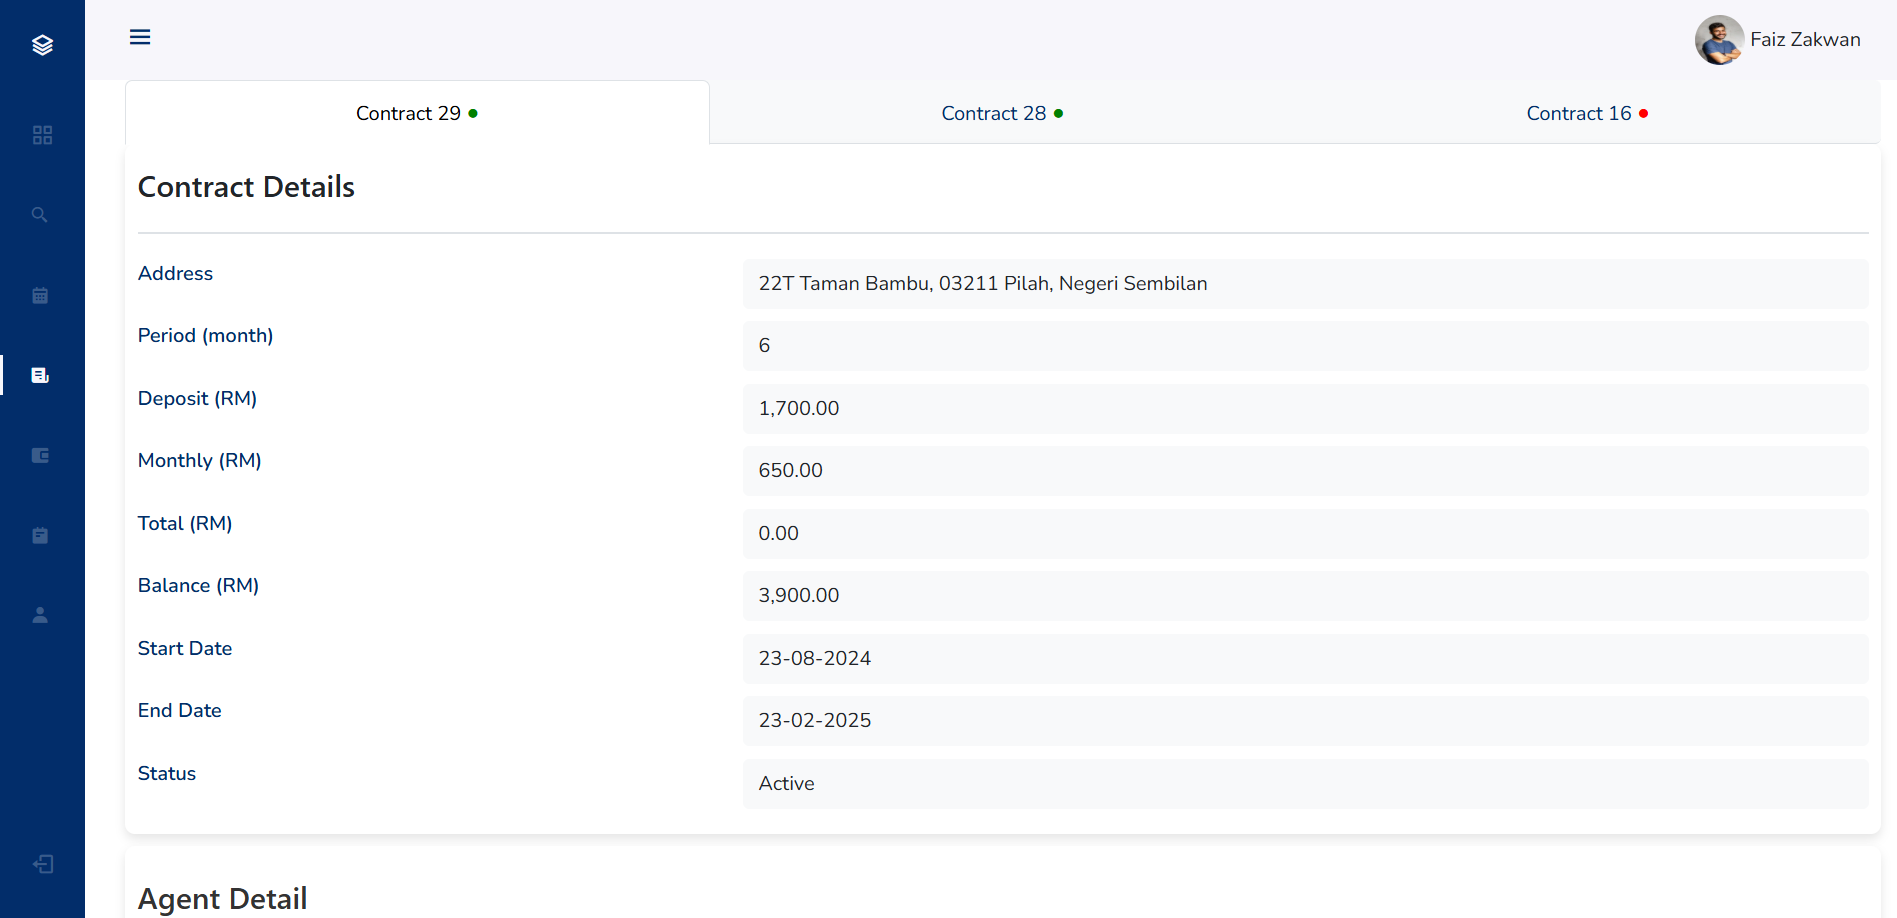 Faiz Zakwan
Contract 29
Contract 28
Contract 16
Contract Details
Address
22T Taman Bambu, 03211 Pilah, Negeri Sembilan
Period (month)
6
Deposit (RM)
1,700.00
Monthly (RM)
650.00
Total (RM)
0.00
Balance (RM)
3,900.00
Start Date
23-08-2024
End Date
23-02-2025
Status
Active
Agent Detail